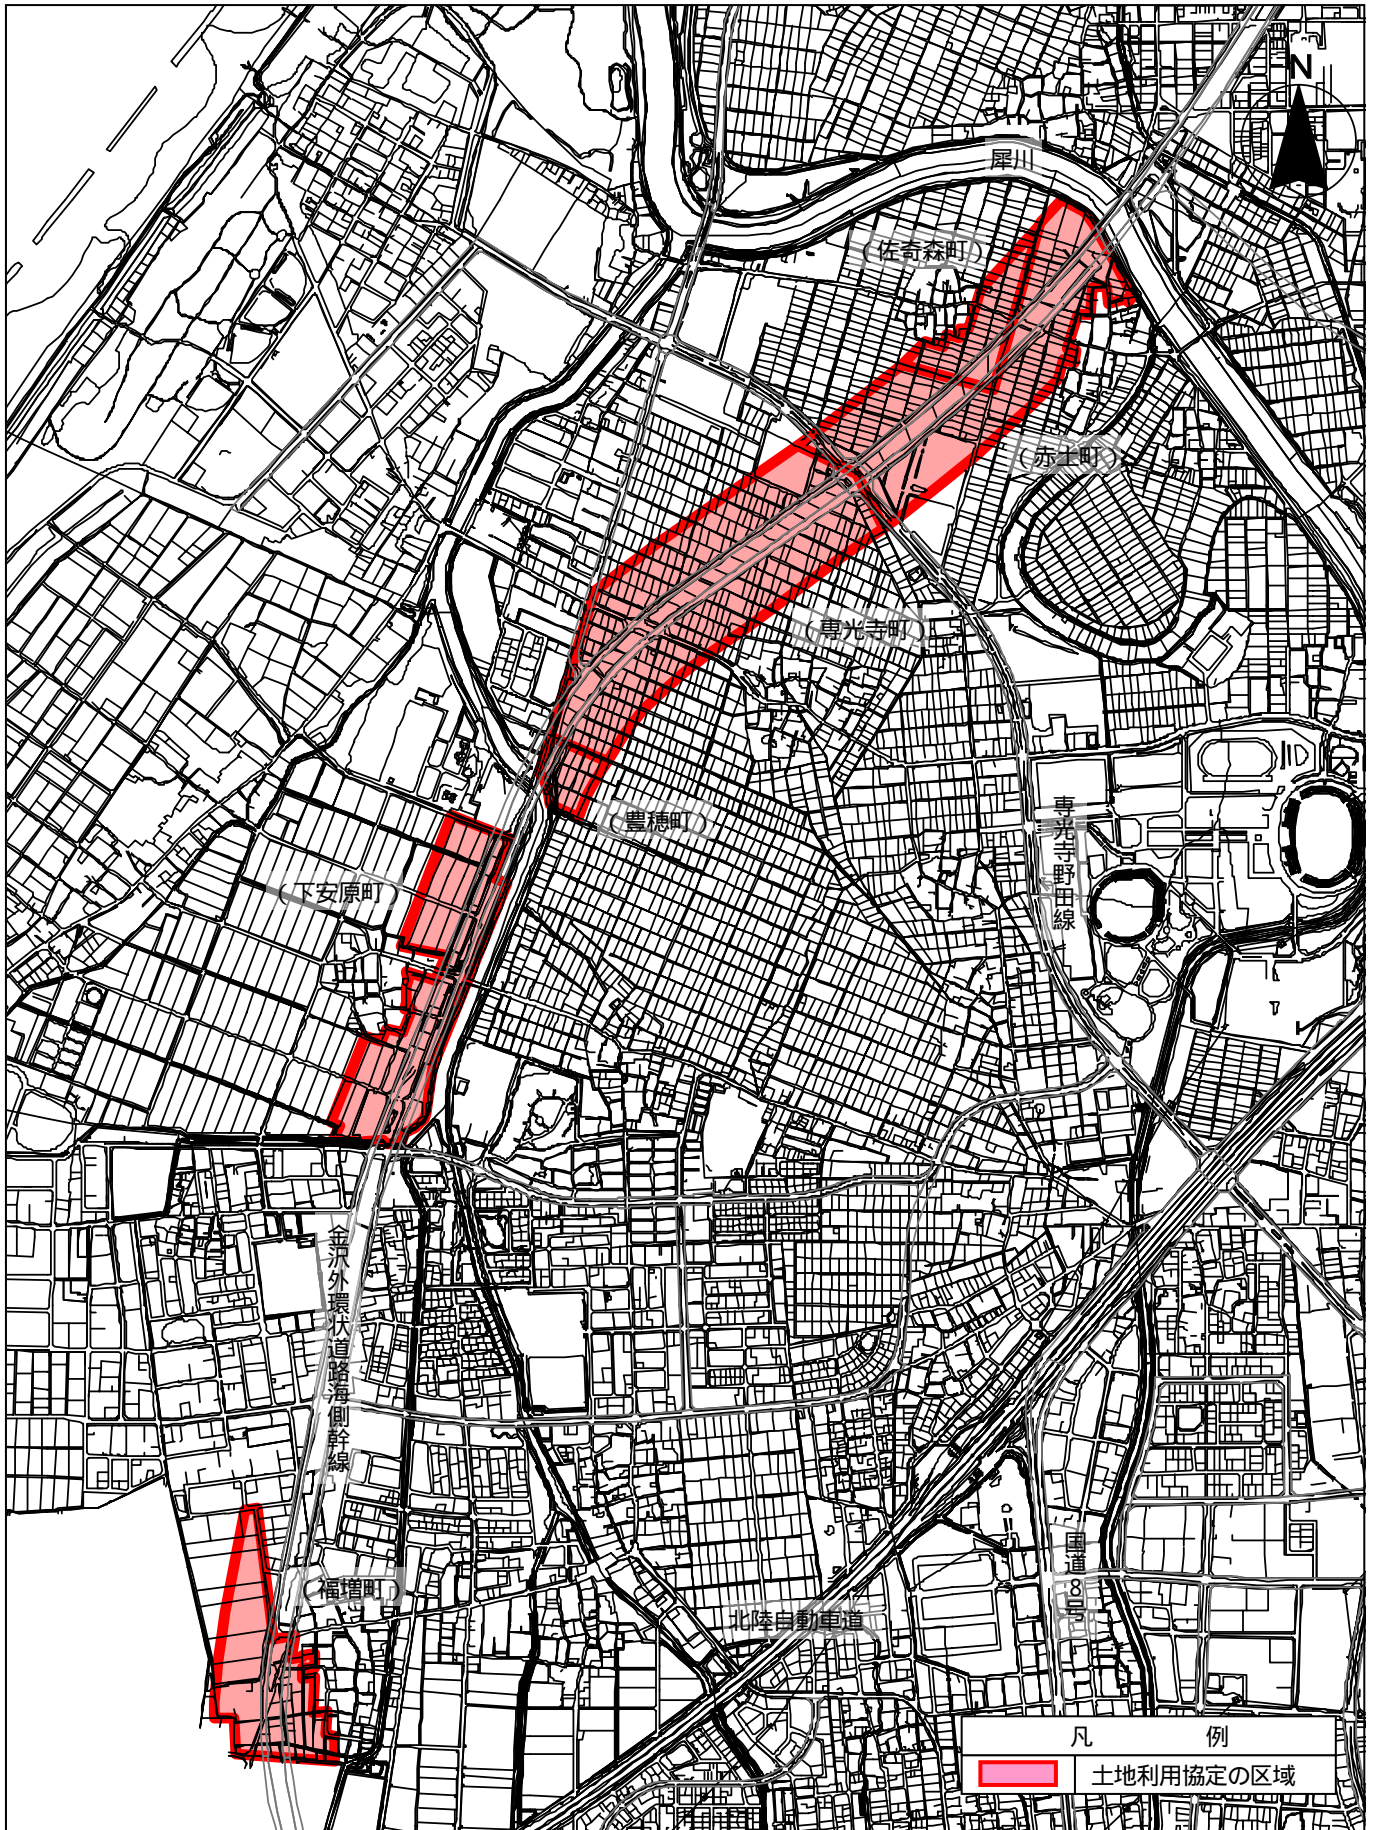 N
犀川
（佐奇森町）
（赤土町）
（専光寺町）
（豊穂町）
専光寺野田線
（下安原町）
金沢外環状道路海側幹線
（福増町）
国道8号
北陸自動車道
凡 例
土地利用協定の区域